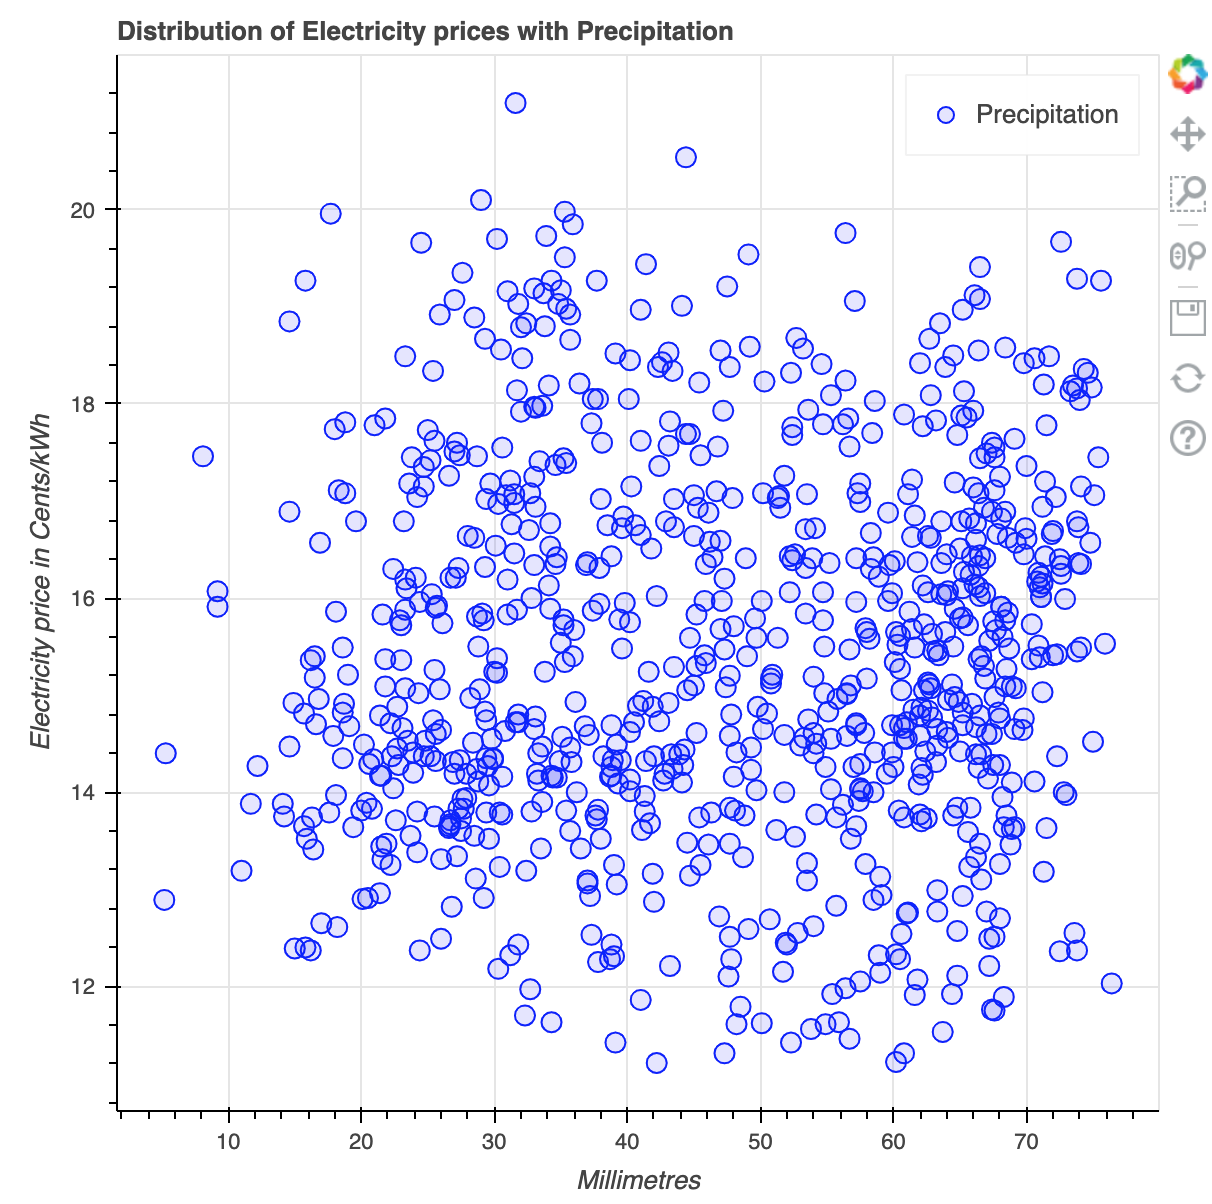 Distribution of Electricity prices with Precipitation
Precipitation
20
18
16
14
12
Electricity price in Cents/kWh
10 20 30 40 50 60 70
Millimetres